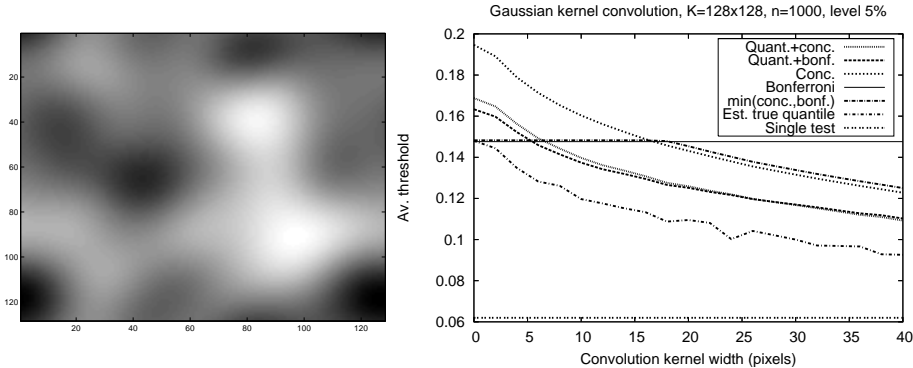 20
40
60
80
100
120
20 40 60 80 100 120
Gaussian kernel convolution, K=128x128, n=1000, level 5%
Av. threshold
0.2
0.18
0.16
0.14
0.12
0.1
0.08
0.06
Quant.+conc.
Quant.+bonf.
Conc.
Bonferroni
min(conc.,bonf.)
Est. true quantile
Single test
0 5 10 15 20 25 30 35 40
Convolution kernel width (pixels)